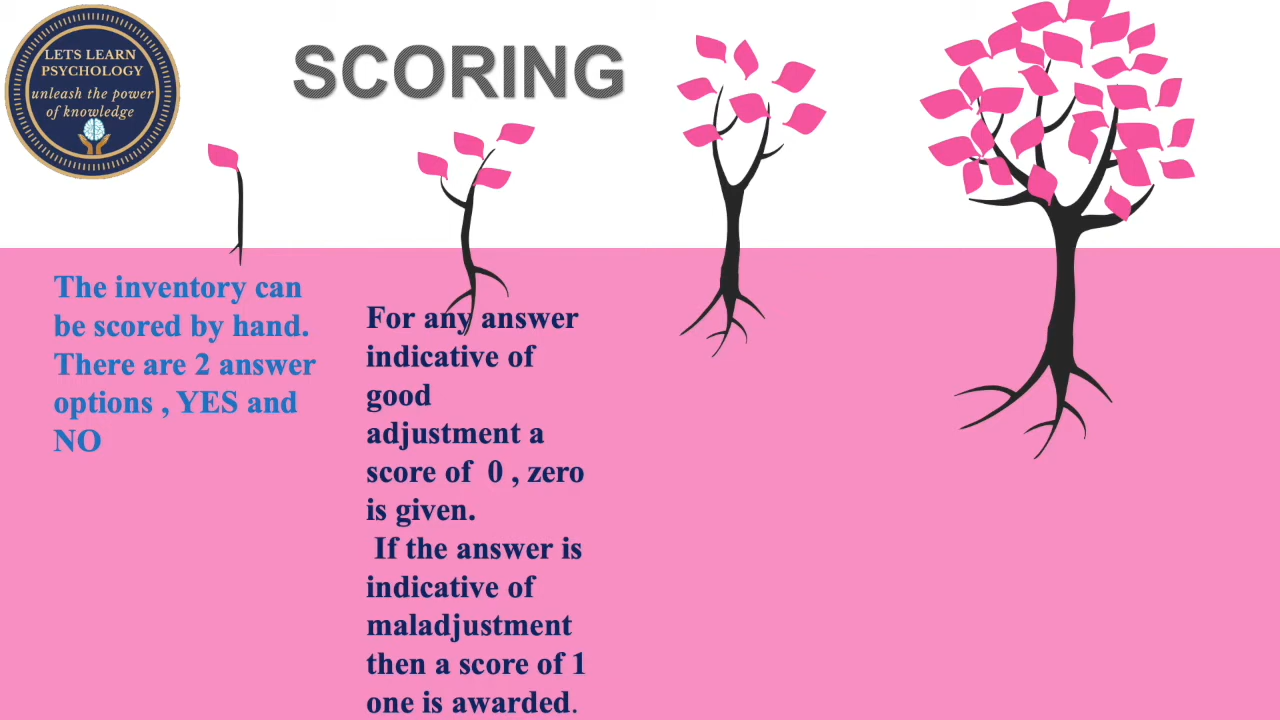 LETS LEARN
PSYCHOLOGY
unleash the power
of knowledge
SCORING
The inventory can
be scored by hand.
There are 2 answer
options , YES and
NO
For any answer
indicative of
good
adjustment a
score of 0 , zero
is given.
If the answer is
indicative of
maladjustment
then a score of 1
one is awarded.